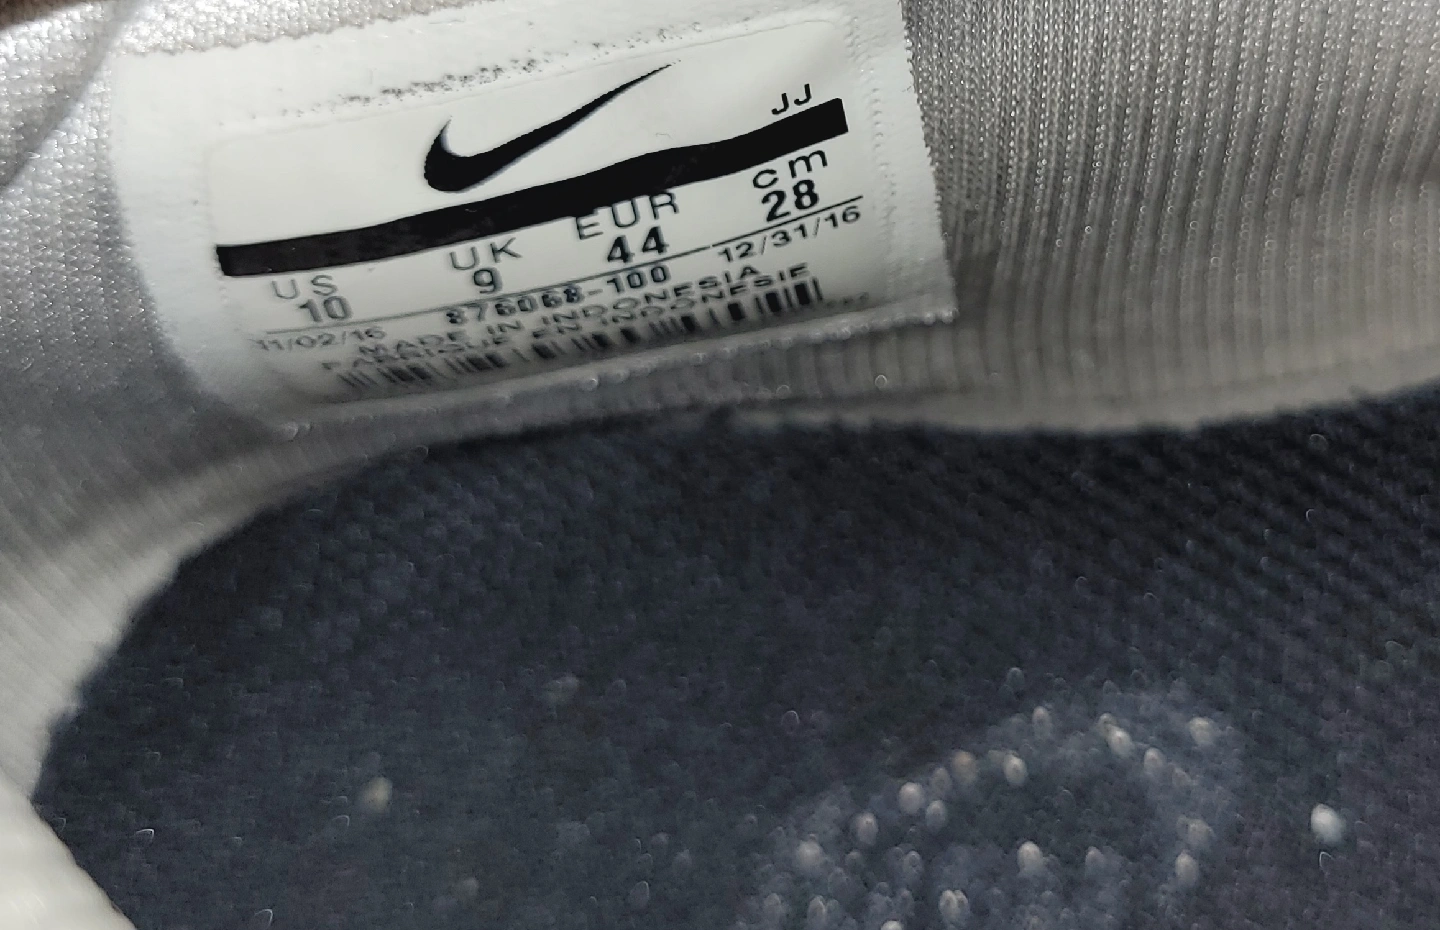 JJ
US UK EUR cm
10 9 44 28
11/02/16 876068-100 12/31/16
MADE IN INDONESIA
FABRIQUE EN INDONESIE